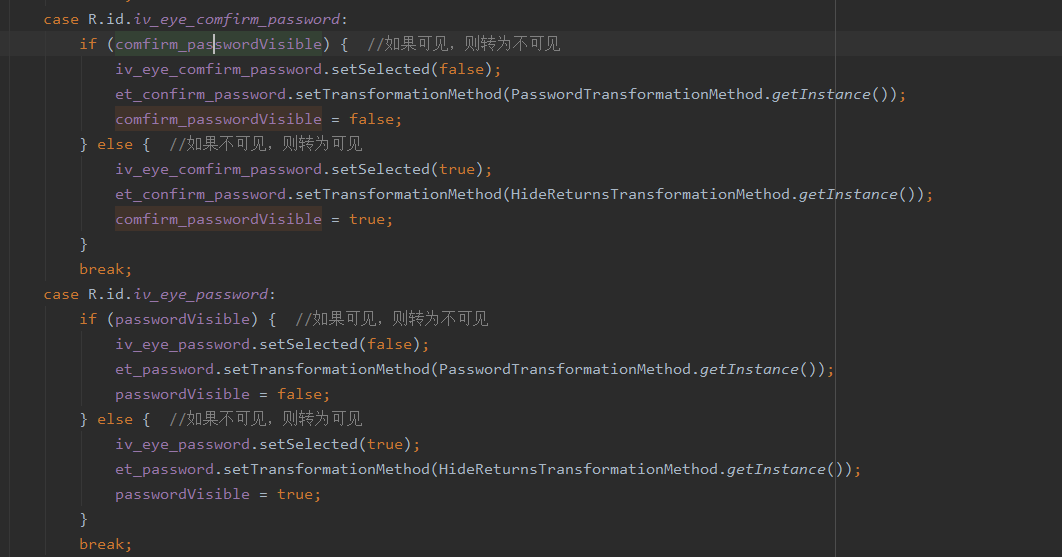 case R.id.iv_eye_comfirm_password:
if (comfirm_passwordVisible) {  //如果可见，则转为不可见
iv_eye_comfirm_password.setSelected(false);
et_confirm_password.setTransformationMethod(PasswordTransformationMethod.getInstance());
comfirm_passwordVisible = false;
} else {  //如果不可见，则转为可见
iv_eye_comfirm_password.setSelected(true);
et_confirm_password.setTransformationMethod(HideReturnsTransformationMethod.getInstance());
comfirm_passwordVisible = true;
}
break;
case R.id.iv_eye_password:
if (passwordVisible) {  //如果可见，则转为不可见
iv_eye_password.setSelected(false);
et_password.setTransformationMethod(PasswordTransformationMethod.getInstance());
passwordVisible = false;
} else {  //如果不可见，则转为可见
iv_eye_password.setSelected(true);
et_password.setTransformationMethod(HideReturnsTransformationMethod.getInstance());
passwordVisible = true;
}
break;